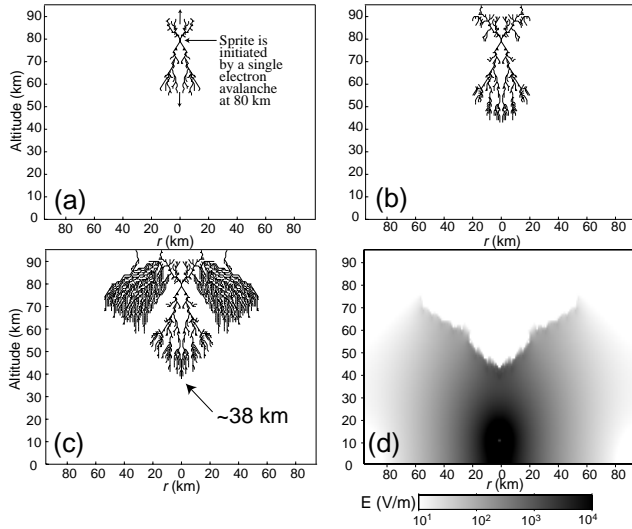 90
80
70
60
50
40
30
20
10
0
Altitude (km)
Sprite is
initiated
by a single
electron
avalanche
at 80 km
(a)
80 60 40 20 0 20 40 60 80
r (km)
90
80
70
60
50
40
30
20
10
0
(b)
80 60 40 20 0 20 40 60 80
r (km)
90
80
70
60
50
40
30
20
10
0
Altitude (km)
~38 km
(c)
80 60 40 20 0 20 40 60 80
r (km)
90
80
70
60
50
40
30
20
10
0
(d)
80 60 40 20 0 20 40 60 80
r (km)
E (V/m)
10¹ 10² 10³ 10⁴